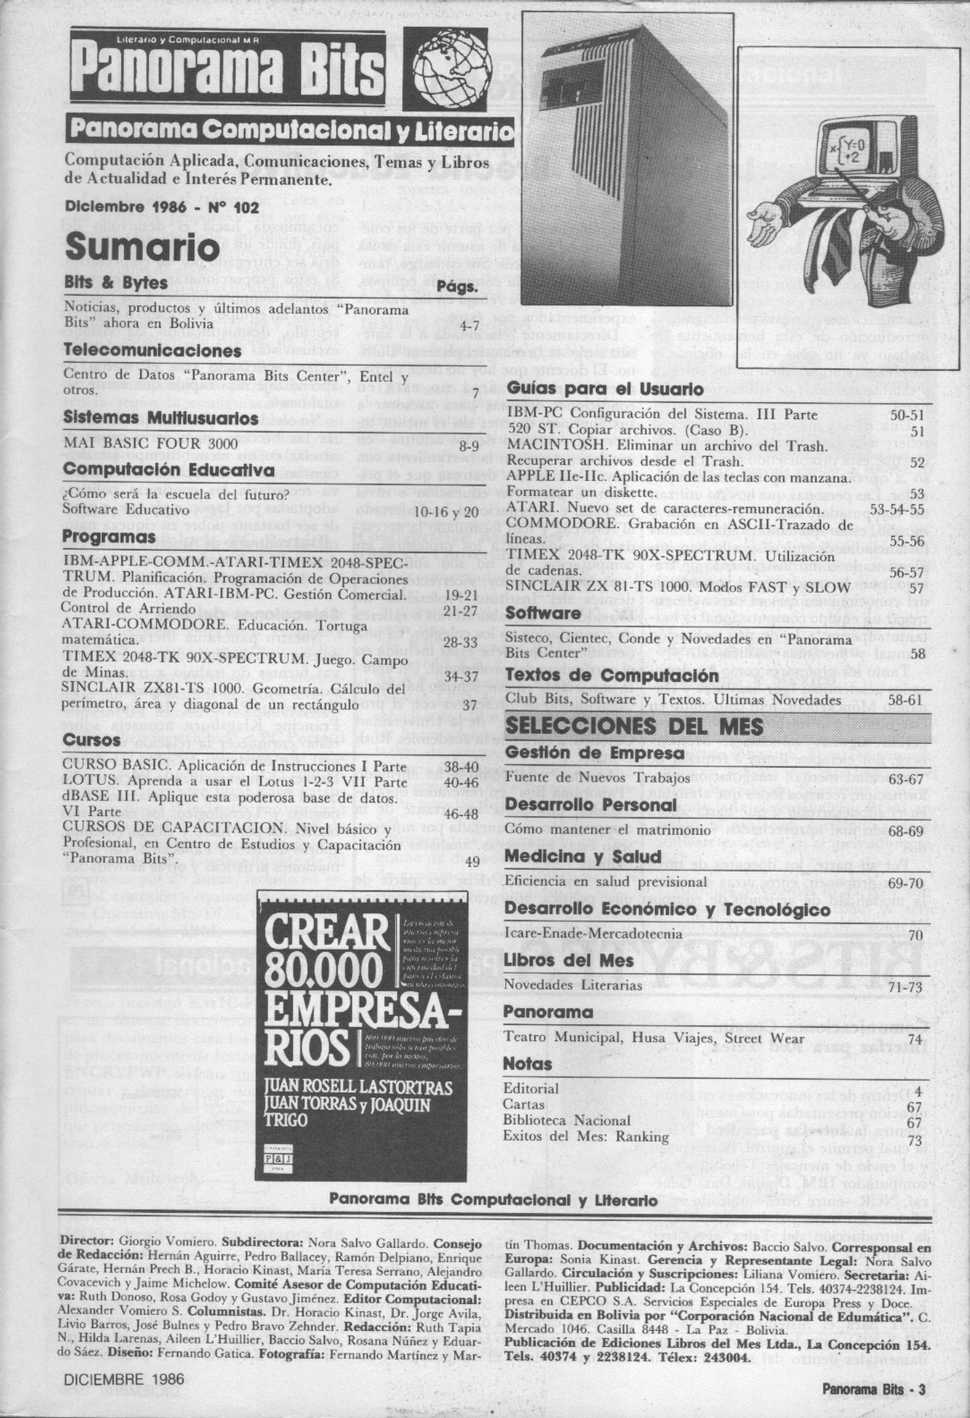 Literario y Computacional M R
Panorama Bits
Panorama Computacional y Literario
Computación Aplicada, Comunicaciones, Temas y Libros
de Actualidad e Interés Permanente.
Diciembre 1986 - Nº 102
Sumario
Bits & Bytes Págs.
Noticias, productos y últimos adelantos "Panorama
Bits" ahora en Bolivia 4-7
Telecomunicaciones
Centro de Datos "Panorama Bits Center", Entel y
otros. 7
Sistemas Multiusuarios
MAI BASIC FOUR 3000 8-9
Computación Educativa
¿Cómo será la escuela del futuro?
Software Educativo 10-16 y 20
Programas
IBM-APPLE-COMM.-ATARI-TIMEX 2048-SPEC-
TRUM. Planificación. Programación de Operaciones
de Producción. ATARI-IBM-PC. Gestión Comercial. 19-21
Control de Arriendo 21-27
ATARI-COMMODORE. Educación. Tortuga
matemática. 28-33
TIMEX 2048-TK 90X-SPECTRUM. Juego. Campo
de Minas. 34-37
SINCLAIR ZX81-TS 1000. Geometría. Cálculo del
perímetro, área y diagonal de un rectángulo 37
Cursos
CURSO BASIC. Aplicación de Instrucciones I Parte 38-40
LOTUS. Aprenda a usar el Lotus 1-2-3 VII Parte 40-46
dBASE III. Aplique esta poderosa base de datos.
VI Parte 46-48
CURSOS DE CAPACITACION. Nivel básico y
Profesional, en Centro de Estudios y Capacitación
"Panorama Bits". 49
CREAR
80.000
EMPRESA-
RIOS
JUAN ROSELL LASTORTRAS
JUAN TORRAS y JOAQUIN
TRIGO
P&J
X Y=0
+2
Guías para el Usuario
IBM-PC Configuración del Sistema. III Parte 50-51
520 ST. Copiar archivos. (Caso B). 51
MACINTOSH. Eliminar un archivo del Trash.
Recuperar archivos desde el Trash. 52
APPLE IIe-IIc. Aplicación de las teclas con manzana.
Formatear un diskette. 53
ATARI. Nuevo set de caracteres-remuneración. 53-54-55
COMMODORE. Grabación en ASCII-Trazado de
líneas. 55-56
TIMEX 2048-TK 90X-SPECTRUM. Utilización
de cadenas. 56-57
SINCLAIR ZX 81-TS 1000. Modos FAST y SLOW 57
Software
Sisteco, Cientec, Conde y Novedades en "Panorama
Bits Center" 58
Textos de Computación
Club Bits, Software y Textos. Ultimas Novedades 58-61
SELECCIONES DEL MES
Gestión de Empresa
Fuente de Nuevos Trabajos 63-67
Desarrollo Personal
Cómo mantener el matrimonio 68-69
Medicina y Salud
Eficiencia en salud previsional 69-70
Desarrollo Económico y Tecnológico
Icare-Enade-Mercadotecnia 70
Libros del Mes
Novedades Literarias 71-73
Panorama
Teatro Municipal, Husa Viajes, Street Wear 74
Notas
Editorial 4
Cartas 67
Biblioteca Nacional 67
Exitos del Mes: Ranking 73
Panorama Bits Computacional y Literario
Director: Giorgio Vomiero. Subdirectora: Nora Salvo Gallardo. Consejo
de Redacción: Hernán Aguirre, Pedro Ballacey, Ramón Delpiano, Enrique
Gárate, Hernán Prech B., Horacio Kinast, María Teresa Serrano, Alejandro
Covacevich y Jaime Michelow. Comité Asesor de Computación Educati-
va: Ruth Donoso, Rosa Godoy y Gustavo Jiménez. Editor Computacional:
Alexander Vomiero S. Columnistas. Dr. Horacio Kinast, Dr. Jorge Avila,
Livio Barros, José Bulnes y Pedro Bravo Zehnder. Redacción: Ruth Tapia
N., Hilda Larenas, Aileen L'Huillier, Baccio Salvo, Rosana Núñez y Eduar-
do Sáez. Diseño: Fernando Gatica. Fotografía: Fernando Martínez y Mar-
tín Thomas. Documentación y Archivos: Baccio Salvo. Corresponsal en
Europa: Sonia Kinast. Gerencia y Representante Legal: Nora Salvo
Gallardo. Circulación y Suscripciones: Liliana Vomiero. Secretaria: Ai-
leen L'Huillier. Publicidad: La Concepción 154. Tels. 40374-2238124. Im-
presa en CEPCO S.A. Servicios Especiales de Europa Press y Doce.
Distribuida en Bolivia por "Corporación Nacional de Edumática". C.
Mercado 1046. Casilla 8448 - La Paz - Bolivia.
Publicación de Ediciones Libros del Mes Ltda., La Concepción 154.
Tels. 40374 y 2238124. Télex: 243004.
DICIEMBRE 1986
Panorama Bits - 3